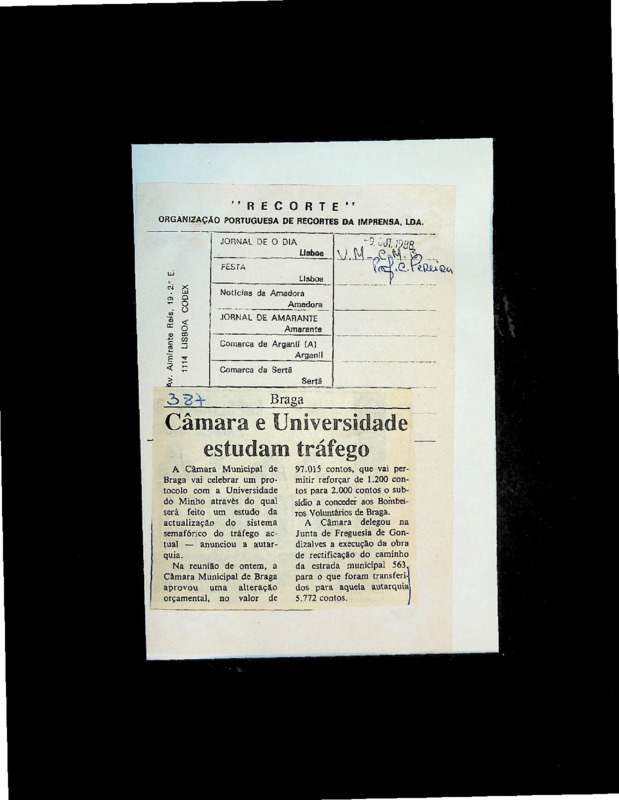 "RECORTE"
ORGANIZAÇÃO PORTUGUESA DE RECORTES DA IMPRENSA, LDA.
Av. Almirante Reis, 19-2.º E.
1114 LISBOA CODEX
JORNAL DE O DIA
Lisboa
FESTA
Lisboa
Notícias da Amadora
Amadora
JORNAL DE AMARANTE
Amarante
Comarca de Arganil (A)
Arganil
Comarca da Sertã
Sertã
-9 OUT. 1988
U.M. - C.M.B.
Prof. C. Pereira
387
Braga
Câmara e Universidade
estudam tráfego
A Câmara Municipal de
Braga vai celebrar um pro-
tocolo com a Universidade
do Minho através do qual
será feito um estudo da
actualização do sistema
semafórico do tráfego ac-
tual — anunciou a autar-
quia.
Na reunião de ontem, a
Câmara Municipal de Braga
aprovou uma alteração
orçamental, no valor de
97.015 contos, que vai per-
mitir reforçar de 1.200 con-
tos para 2.000 contos o sub-
sídio a conceder aos Bombei-
ros Voluntários de Braga.
A Câmara delegou na
Junta de Freguesia de Gon-
dizalves a execução da obra
de rectificação do caminho
da estrada municipal 563,
para o que foram transferi-
dos para aquela autarquia
5.772 contos.